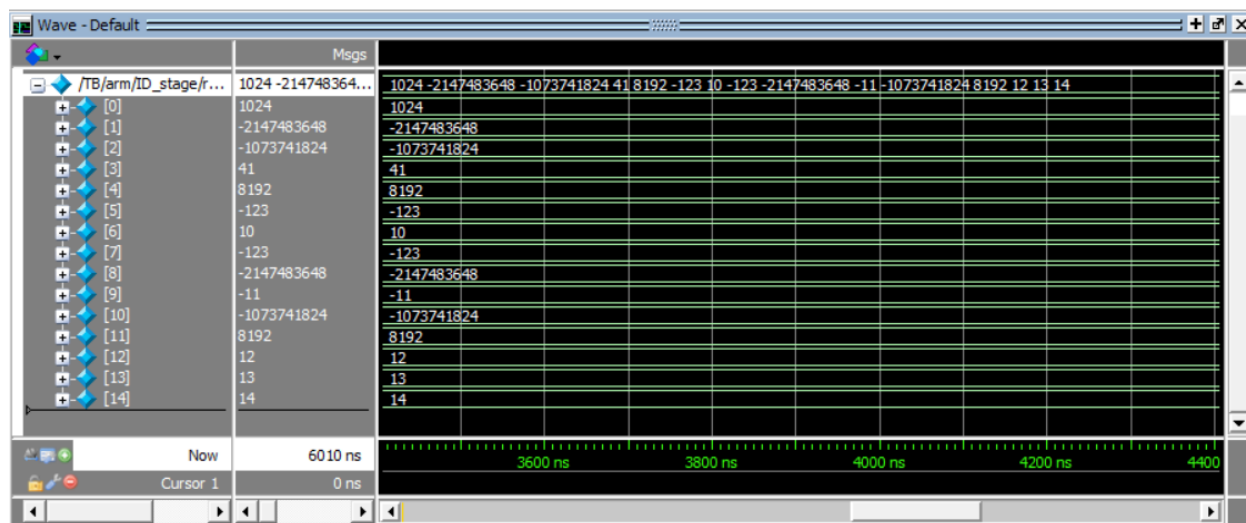 Wave - Default
Msgs
/TB/arm/ID_stage/r... 1024 -214748364... 1024 -2147483648 -1073741824 41 8192 -123 10 -123 -2147483648 -11 -1073741824 8192 12 13 14
[0] 1024 1024
[1] -2147483648 -2147483648
[2] -1073741824 -1073741824
[3] 41 41
[4] 8192 8192
[5] -123 -123
[6] 10 10
[7] -123 -123
[8] -2147483648 -2147483648
[9] -11 -11
[10] -1073741824 -1073741824
[11] 8192 8192
[12] 12 12
[13] 13 13
[14] 14 14
Now 6010 ns 3600 ns 3800 ns 4000 ns 4200 ns 4400
Cursor 1 0 ns